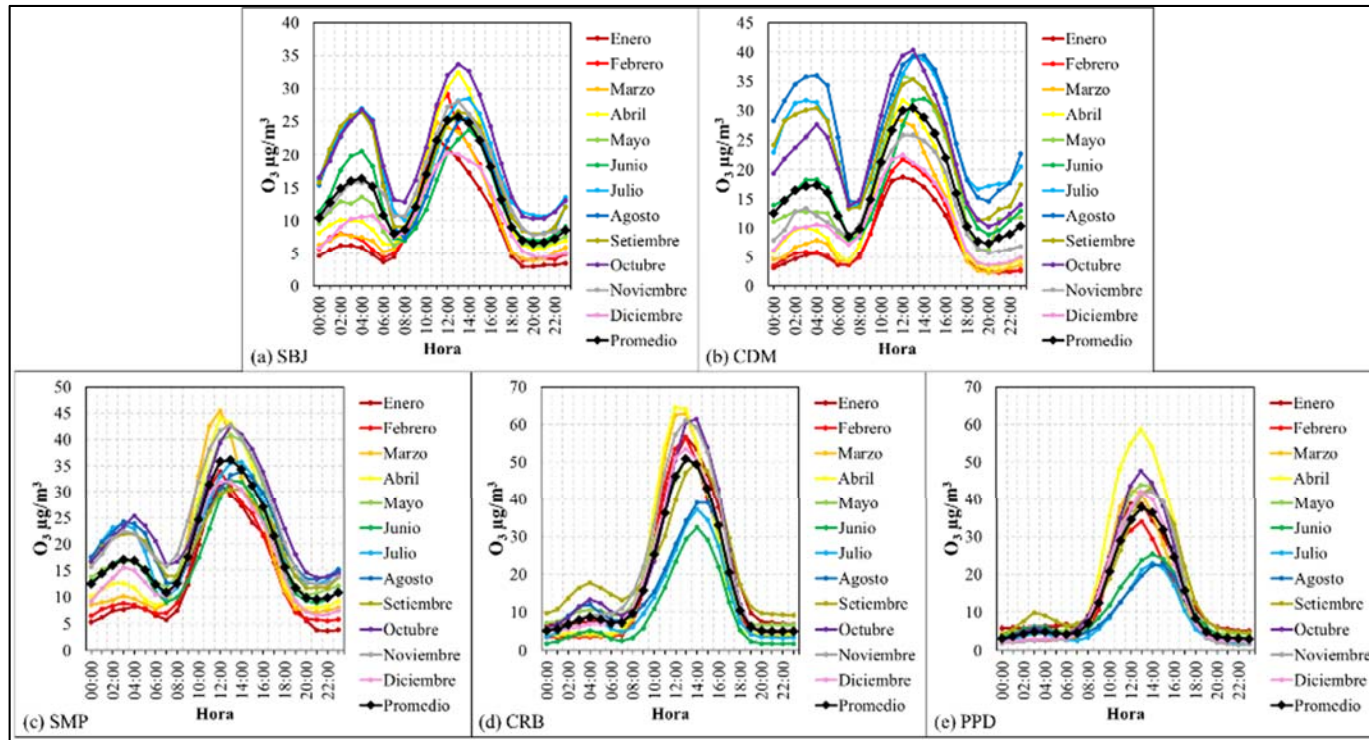 40
35
30
25
20
15
10
5
0
O₃ µg/m³
00:00
02:00
04:00
06:00
08:00
10:00
12:00
14:00
16:00
18:00
20:00
22:00
Hora
(a) SBJ
Enero
Febrero
Marzo
Abril
Mayo
Junio
Julio
Agosto
Setiembre
Octubre
Noviembre
Diciembre
Promedio
45
40
35
30
25
20
15
10
5
0
O₃ µg/m³
00:00
02:00
04:00
06:00
08:00
10:00
12:00
14:00
16:00
18:00
20:00
22:00
Hora
(b) CDM
Enero
Febrero
Marzo
Abril
Mayo
Junio
Julio
Agosto
Setiembre
Octubre
Noviembre
Diciembre
Promedio
50
45
40
35
30
25
20
15
10
5
0
O₃ µg/m³
00:00
02:00
04:00
06:00
08:00
10:00
12:00
14:00
16:00
18:00
20:00
22:00
Hora
(c) SMP
Enero
Febrero
Marzo
Abril
Mayo
Junio
Julio
Agosto
Setiembre
Octubre
Noviembre
Diciembre
Promedio
70
60
50
40
30
20
10
0
O₃ µg/m³
00:00
02:00
04:00
06:00
08:00
10:00
12:00
14:00
16:00
18:00
20:00
22:00
Hora
(d) CRB
Enero
Febrero
Marzo
Abril
Mayo
Junio
Julio
Agosto
Setiembre
Octubre
Noviembre
Diciembre
Promedio
70
60
50
40
30
20
10
0
O₃ µg/m³
00:00
02:00
04:00
06:00
08:00
10:00
12:00
14:00
16:00
18:00
20:00
22:00
Hora
(e) PPD
Enero
Febrero
Marzo
Abril
Mayo
Junio
Julio
Agosto
Setiembre
Octubre
Noviembre
Diciembre
Promedio